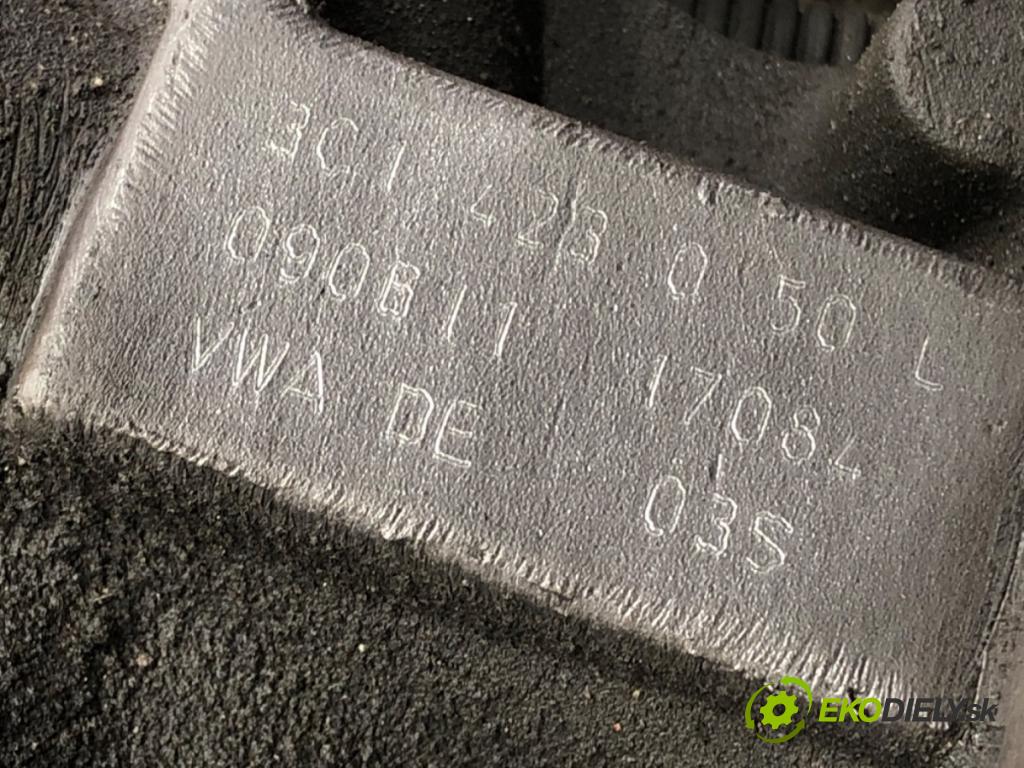 3C1 423 050 L
090811 17084
VWA DE 03S
EKODIELY.sk